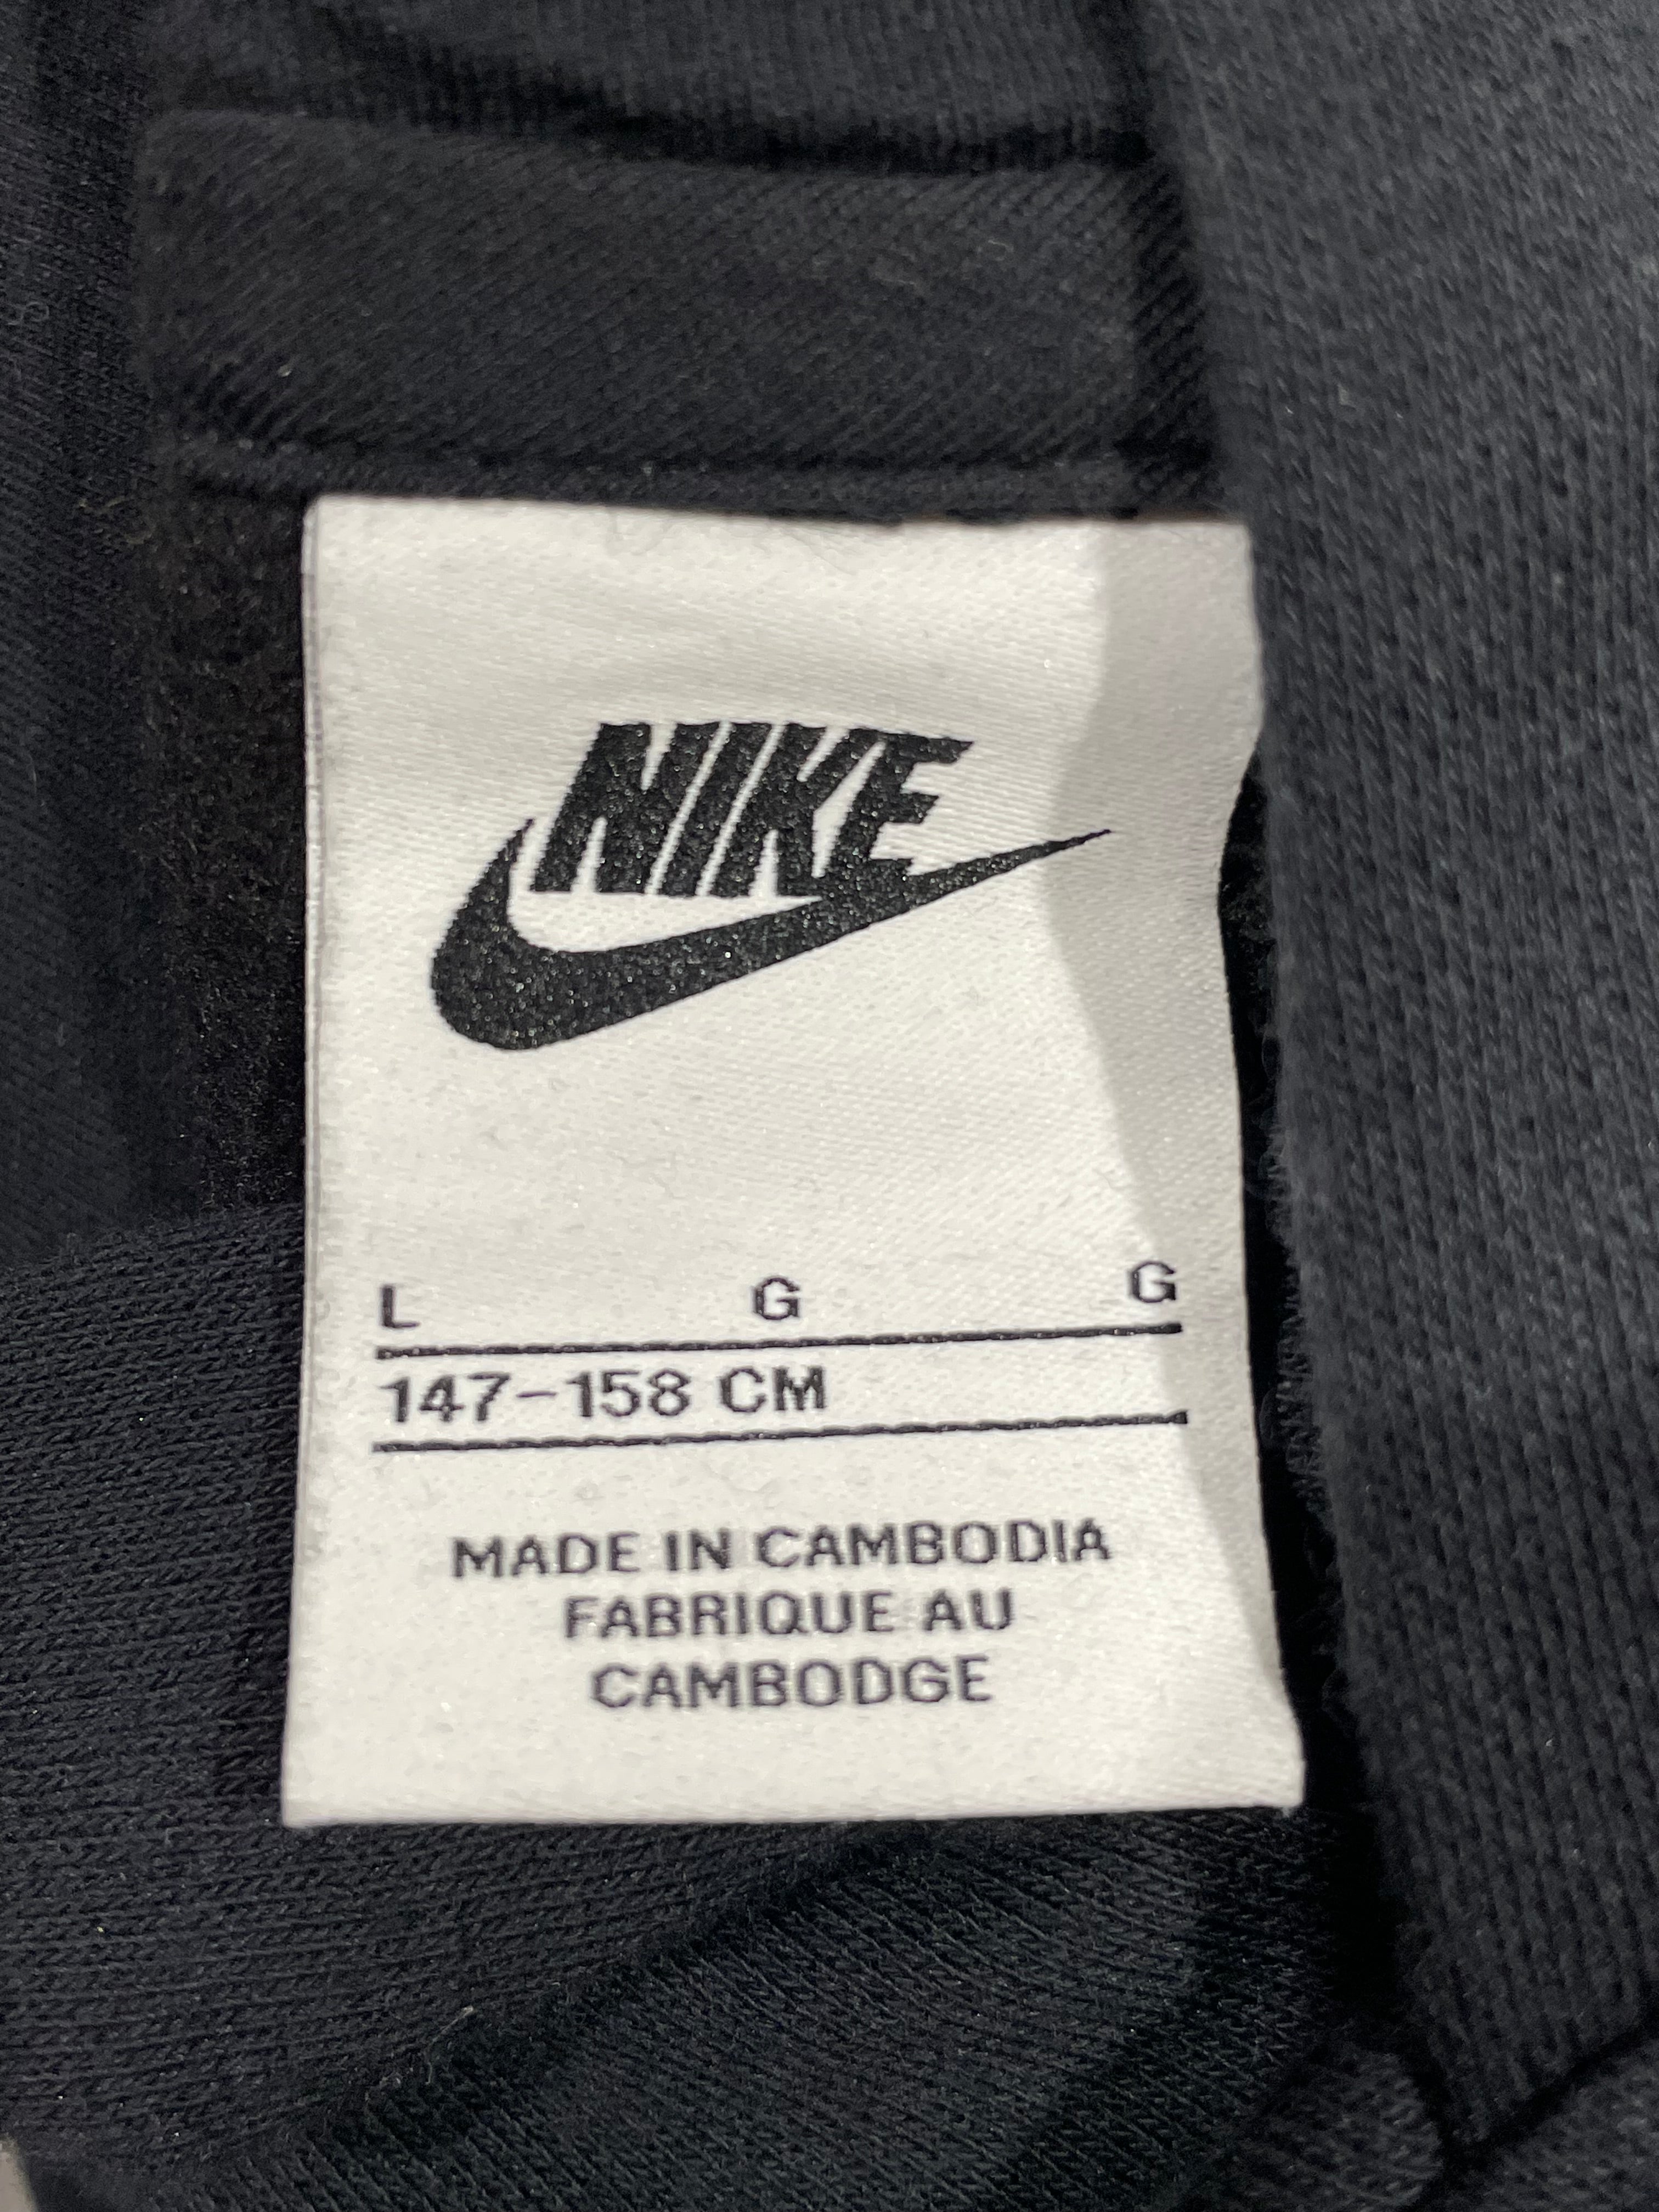 NIKE
L G G
147-158 CM
MADE IN CAMBODIA
FABRIQUE AU
CAMBODGE